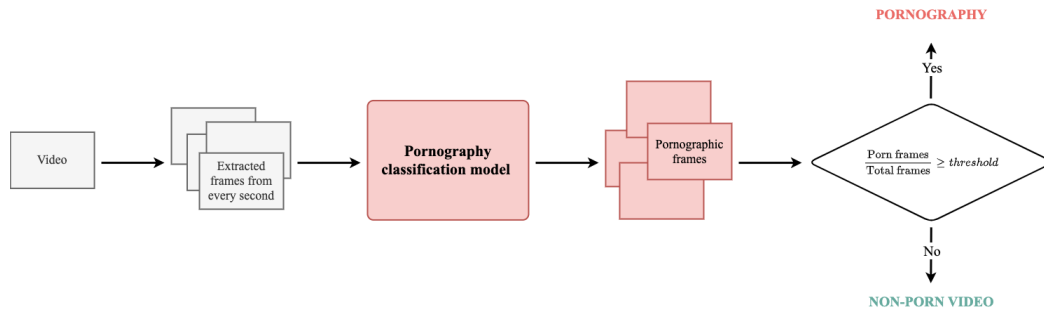 PORNOGRAPHY
Yes
Video
Extracted
frames from
every second
Pornography
classification model
Pornographic
frames
Porn frames
Total frames
≥ threshold
No
NON-PORN VIDEO